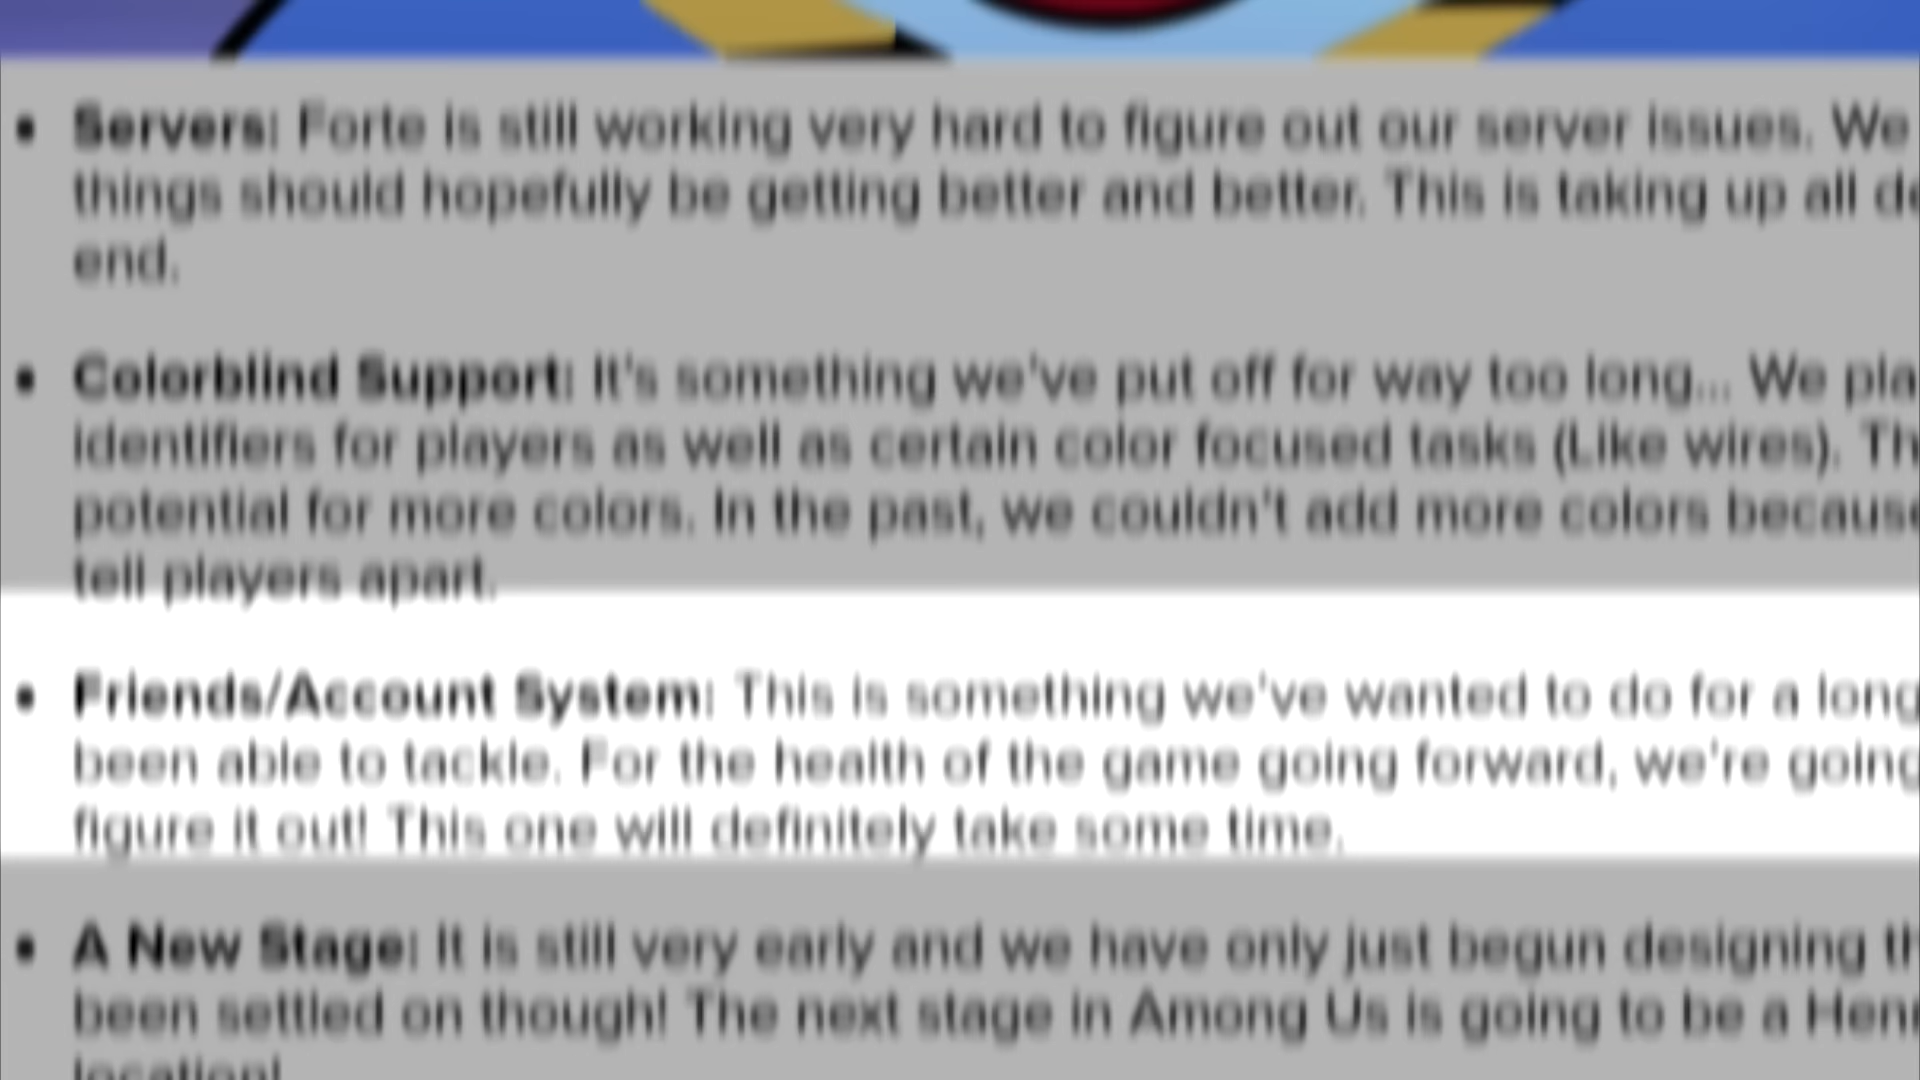 • Servers: Forte is still working very hard to figure out our server issues. We
things should hopefully be getting better and better. This is taking up all
end.
• Colorblind Support: It's something we've put off for way too long... We
identifiers for players as well as certain color focused tasks (Like wires).
potential for more colors. In the past, we couldn't add more colors
tell players apart.
• Friends/Account System: This is something we've wanted to do for a long
been able to tackle. For the health of the game going forward, we're going
figure it out! This one will definitely take some time.
• A New Stage: It is still very early and we have only just begun designing
been settled on though! The next stage in Among Us is going to be a
location!